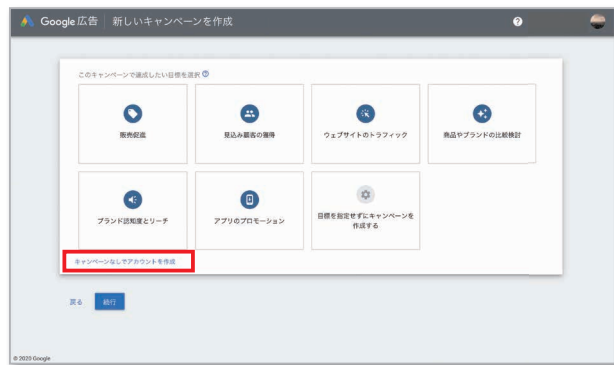 Google 広告 新しいキャンペーンを作成
このキャンペーンで達成したい目標を選択
販売促進
見込み顧客の獲得
ウェブサイトのトラフィック
商品やブランドの比較検討
ブランド認知度とリーチ
アプリのプロモーション
目標を指定せずにキャンペーンを
作成する
キャンペーンなしでアカウントを作成
戻る 続行
© 2020 Google